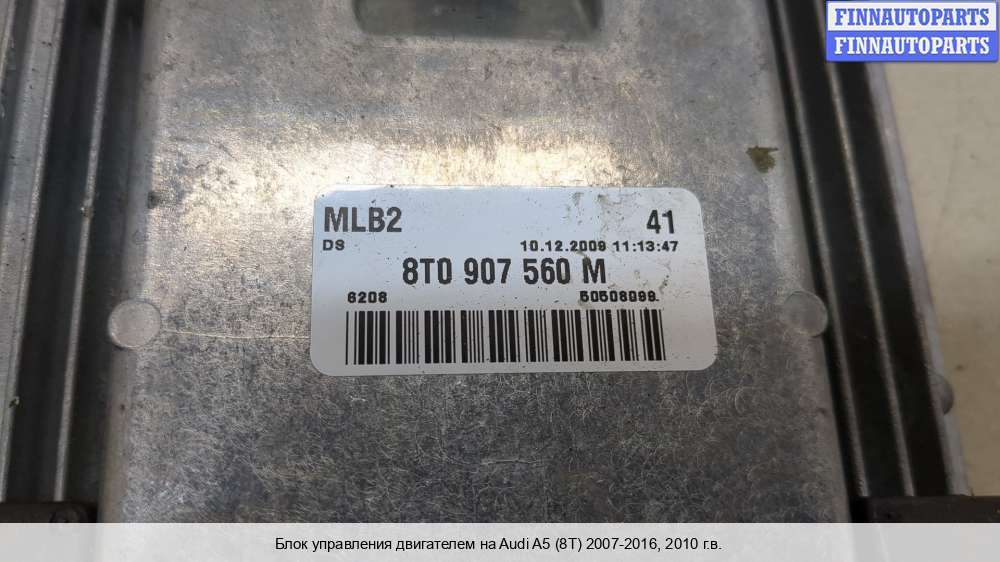 FINNAUTOPARTS
FINNAUTOPARTS
MLB2 41
DS 10.12.2009 11:13:47
8T0 907 560 M
6208 50508099
Блок управления двигателем на Audi A5 (8T) 2007-2016, 2010 г.в.